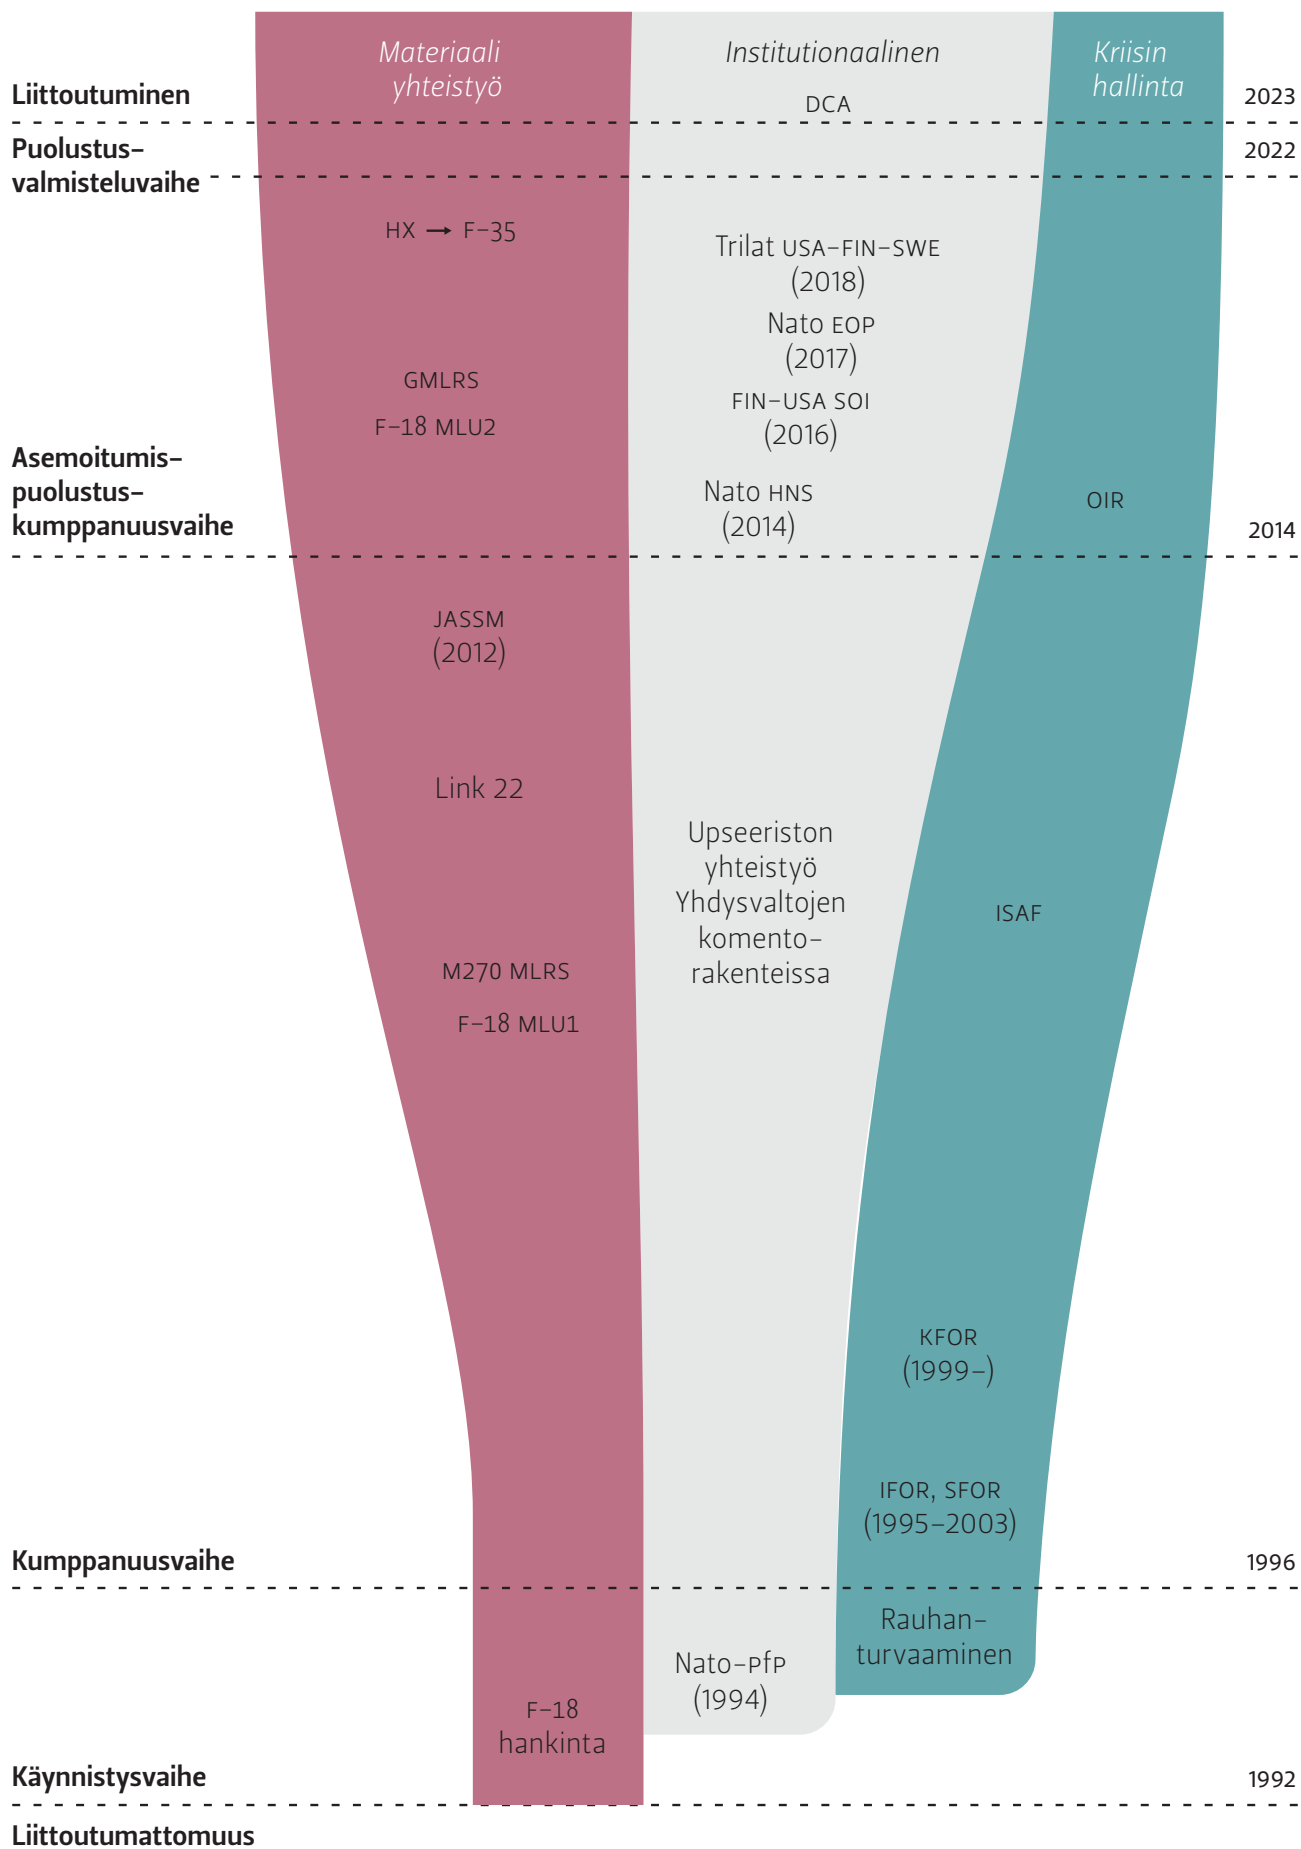 Materiaali
yhteistyö
Institutionaalinen
Kriisin
hallinta
Liittoutuminen
DCA
2023
Puolustus–
valmisteluvaihe
2022
HX → F–35
Trilat USA–FIN–SWE
(2018)
Nato EOP
(2017)
GMLRS
FIN–USA SOI
(2016)
F–18 MLU2
Asemoitumis–
puolustus–
kumppanuusvaihe
Nato HNS
(2014)
OIR
2014
JASSM
(2012)
Link 22
Upseeriston
yhteistyö
Yhdysvaltojen
komento–
rakenteissa
ISAF
M270 MLRS
F–18 MLU1
KFOR
(1999–)
IFOR, SFOR
(1995–2003)
Kumppanuusvaihe
1996
Rauhan–
turvaaminen
Nato–PfP
(1994)
F–18
hankinta
Käynnistysvaihe
1992
Liittoutumattomuus